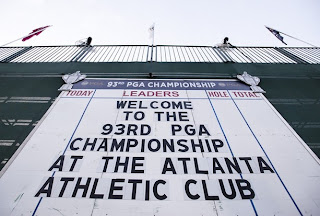 93RD PGA CHAMPIONSHIP
TODAY LEADERS HOLE TOTAL
WELCOME
TO THE
93RD PGA
CHAMPIONSHIP
AT THE ATLANTA
ATHLETIC CLUB